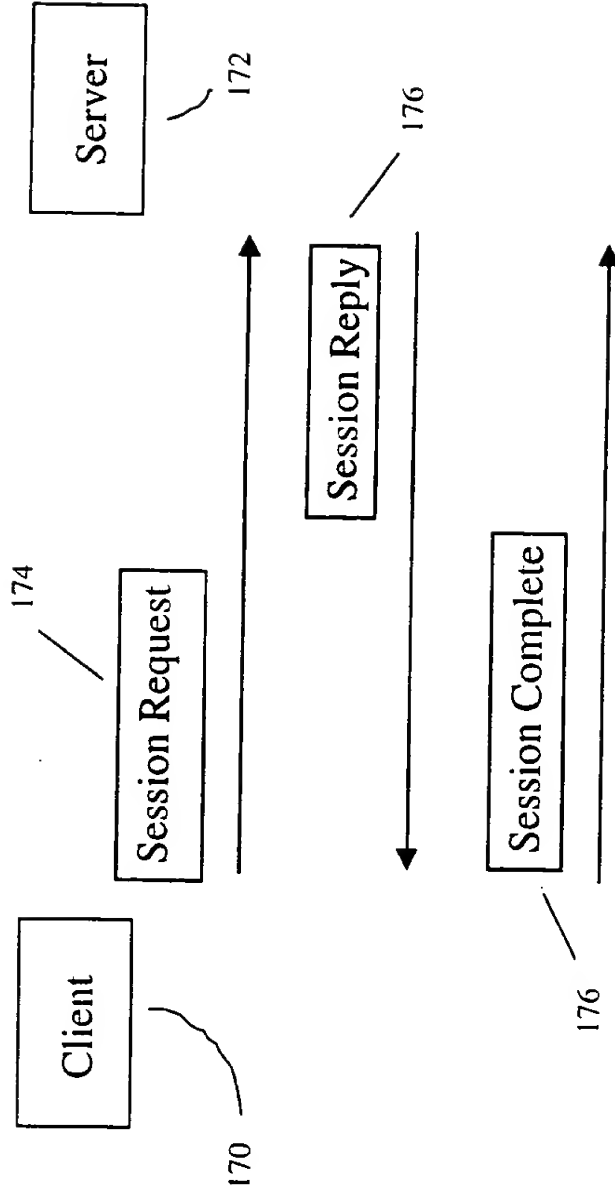 Client
Server
170
172
174
Session Request
Session Reply
176
Session Complete
176